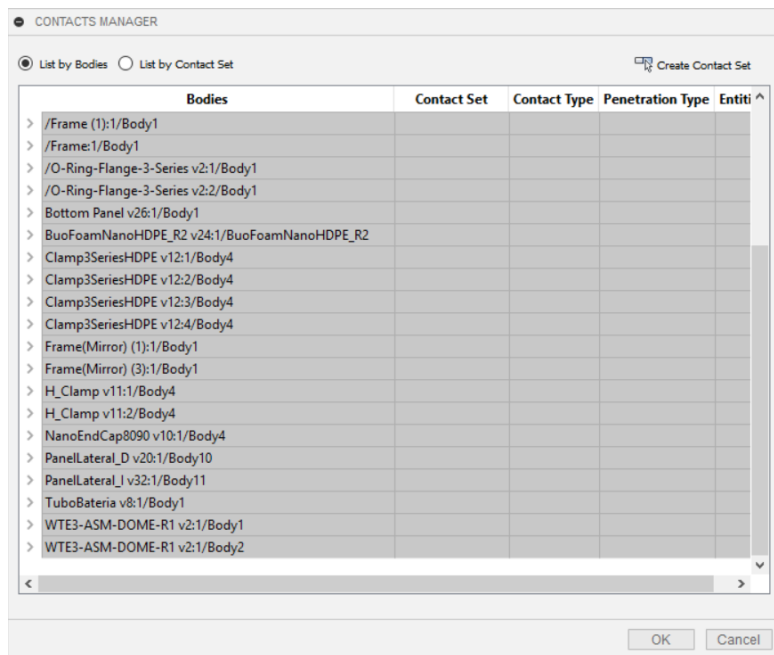 CONTACTS MANAGER
List by Bodies List by Contact Set Create Contact Set
Bodies Contact Set Contact Type Penetration Type Entiti
/Frame (1):1/Body1
/Frame:1/Body1
/O-Ring-Flange-3-Series v2:1/Body1
/O-Ring-Flange-3-Series v2:2/Body1
Bottom Panel v26:1/Body1
BuoFoamNanoHDPE_R2 v24:1/BuoFoamNanoHDPE_R2
Clamp3SeriesHDPE v12:1/Body4
Clamp3SeriesHDPE v12:2/Body4
Clamp3SeriesHDPE v12:3/Body4
Clamp3SeriesHDPE v12:4/Body4
Frame(Mirror) (1):1/Body1
Frame(Mirror) (3):1/Body1
H_Clamp v11:1/Body4
H_Clamp v11:2/Body4
NanoEndCap8090 v10:1/Body4
PanelLateral_D v20:1/Body10
PanelLateral_I v32:1/Body11
TuboBateria v8:1/Body1
WTE3-ASM-DOME-R1 v2:1/Body1
WTE3-ASM-DOME-R1 v2:1/Body2
OK Cancel